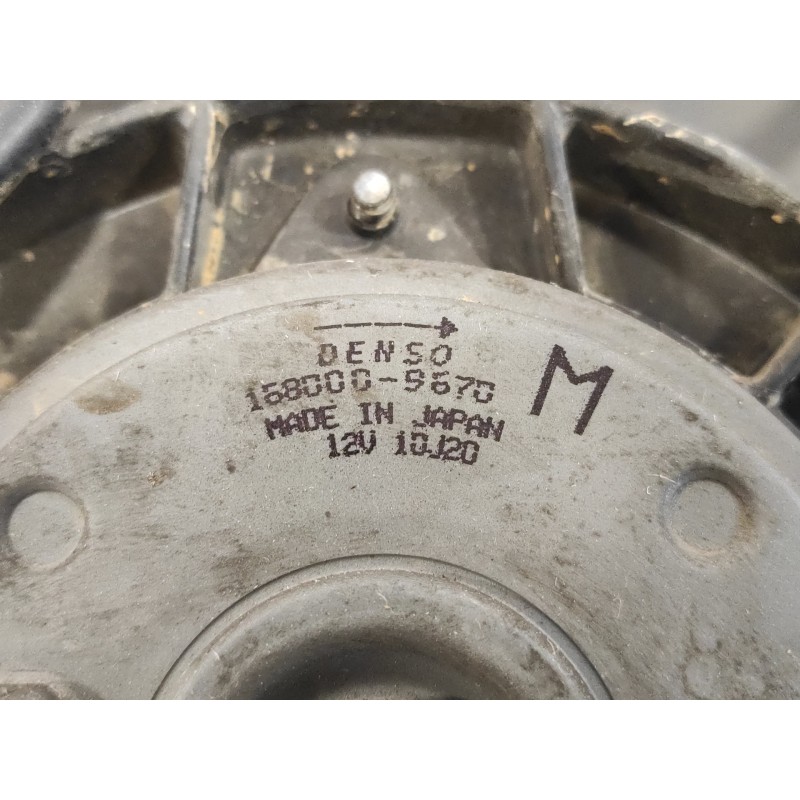 DENSO
168000-9670
MADE IN JAPAN
12V 10J20
M